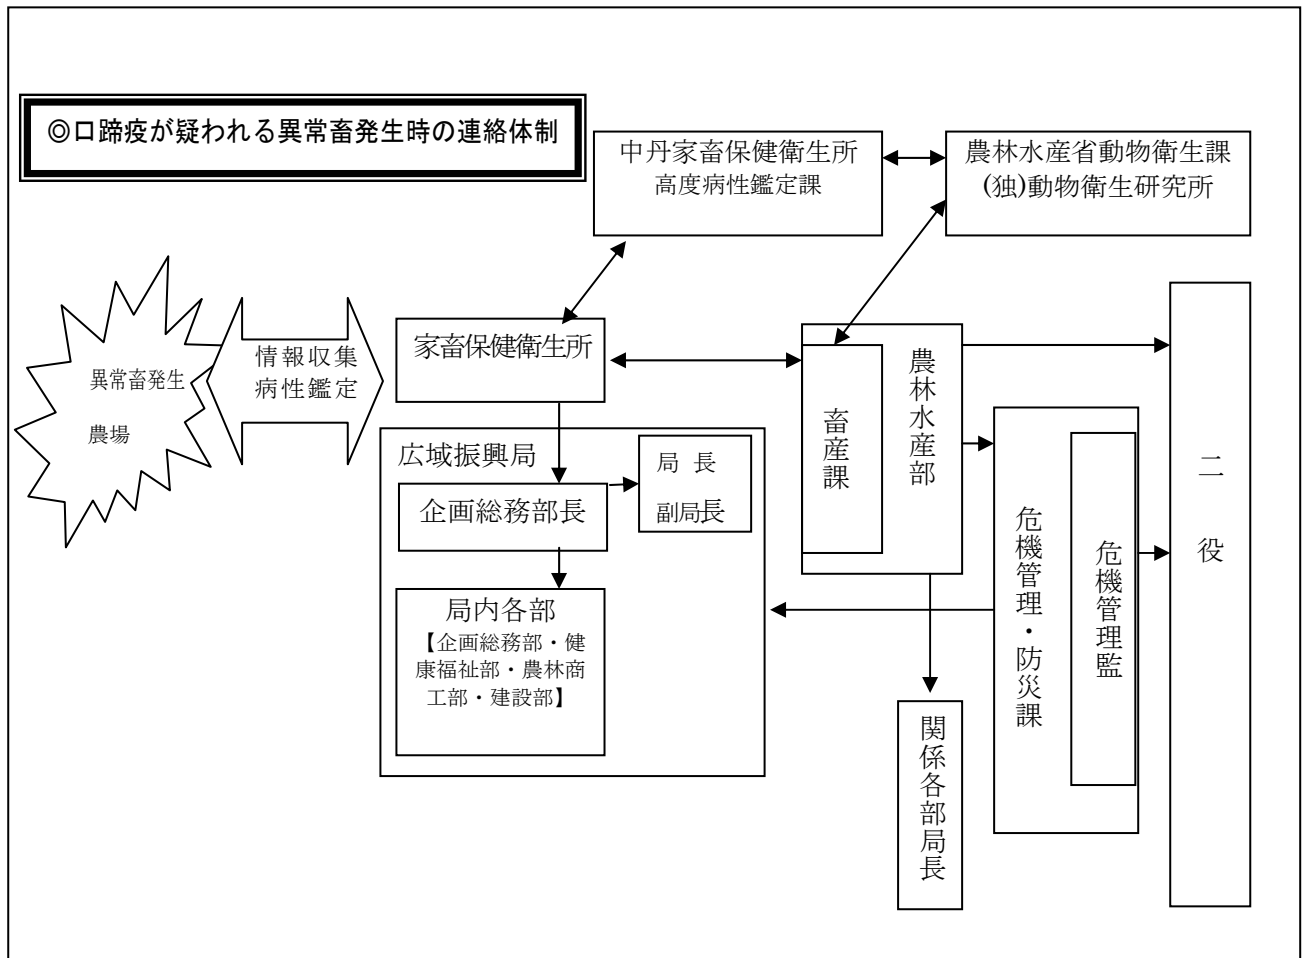 ◎口蹄疫が疑われる異常畜発生時の連絡体制
中丹家畜保健衛生所
高度病性鑑定課
農林水産省動物衛生課
(独)動物衛生研究所
異常畜発生
農場
情報収集
病性鑑定
家畜保健衛生所
広域振興局
企画総務部長
局 長
副局長
局内各部
【企画総務部・健
康福祉部・農林商
工部・建設部】
畜産課
農林水産部
関係各部局長
危機管理・防災課
危機管理監
二 役